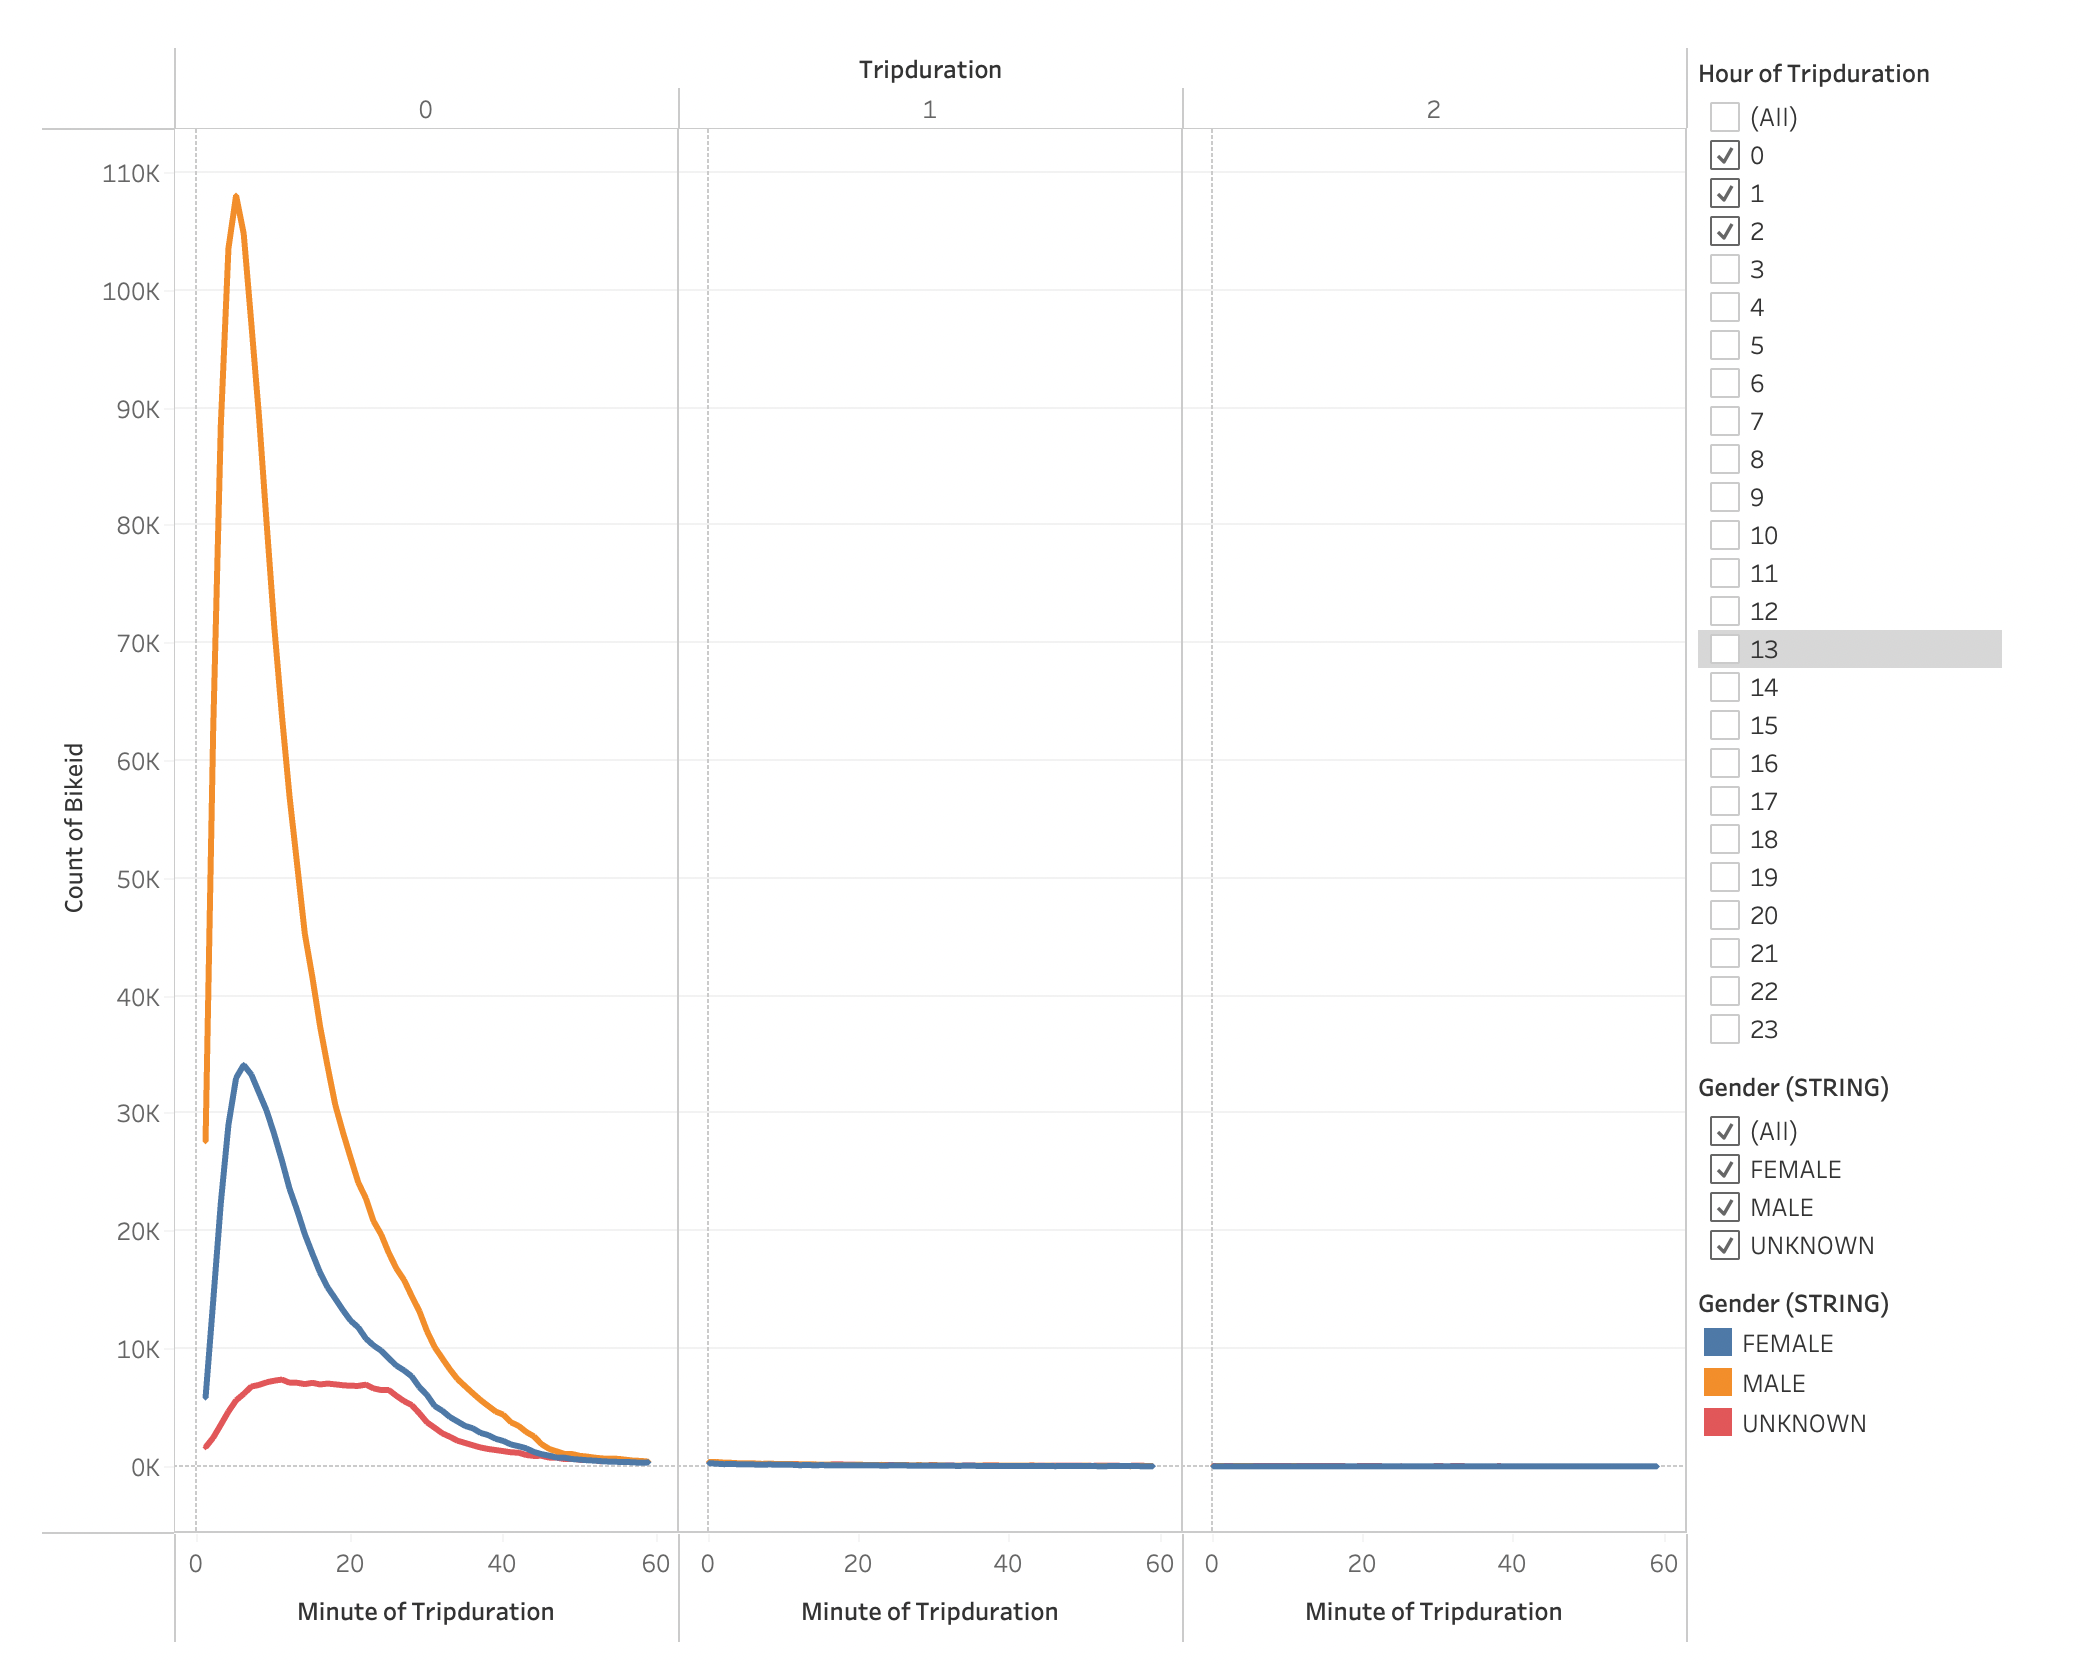 Tripduration
0 1 2
110K
100K
90K
80K
70K
60K
50K
40K
30K
20K
10K
0K
Count of Bikeid
0 20 40 60 0 20 40 60 0 20 40 60
Minute of Tripduration Minute of Tripduration Minute of Tripduration
Hour of Tripduration
(All)
0
1
2
3
4
5
6
7
8
9
10
11
12
13
14
15
16
17
18
19
20
21
22
23
Gender (STRING)
(All)
FEMALE
MALE
UNKNOWN
Gender (STRING)
FEMALE
MALE
UNKNOWN